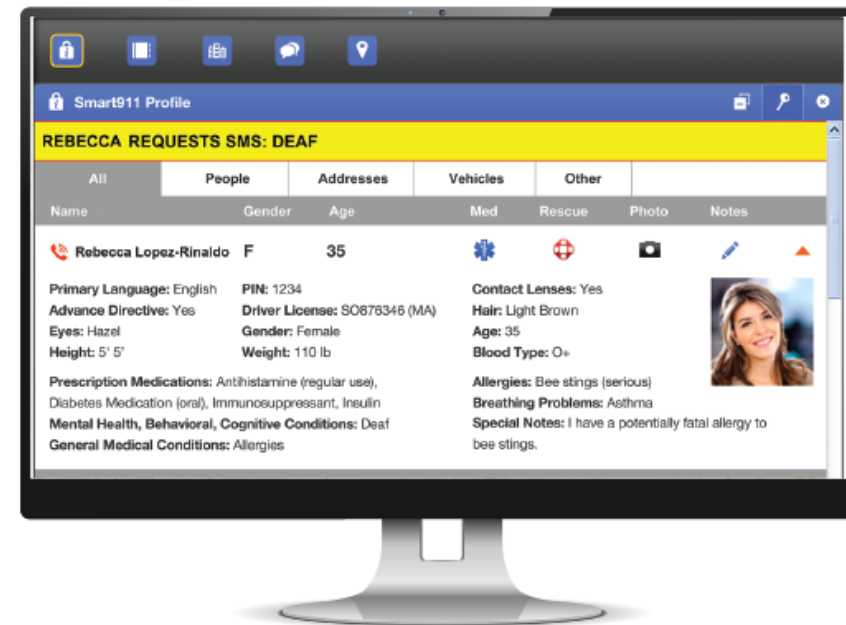 Smart911 Profile
REBECCA REQUESTS SMS: DEAF
All People Addresses Vehicles Other
Name Gender Age Med Rescue Photo Notes
Rebecca Lopez-Rinaldo F 35
Primary Language: English PIN: 1234 Contact Lenses: Yes
Advance Directive: Yes Driver License: SO876346 (MA) Hair: Light Brown
Eyes: Hazel Gender: Female Age: 35
Height: 5' 5" Weight: 110 lb Blood Type: O+
Prescription Medications: Antihistamine (regular use), Allergies: Bee stings (serious)
Diabetes Medication (oral), Immunosuppressant, Insulin Breathing Problems: Asthma
Mental Health, Behavioral, Cognitive Conditions: Deaf Special Notes: I have a potentially fatal allergy to
General Medical Conditions: Allergies bee stings.